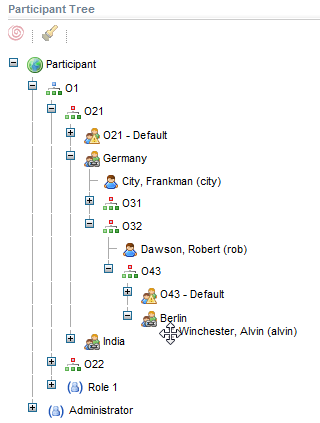 Participant Tree
Participant
O1
O21
O21 - Default
Germany
City, Frankman (city)
O31
O32
Dawson, Robert (rob)
O43
O43 - Default
Berlin
Winchester, Alvin (alvin)
India
O22
Role 1
Administrator